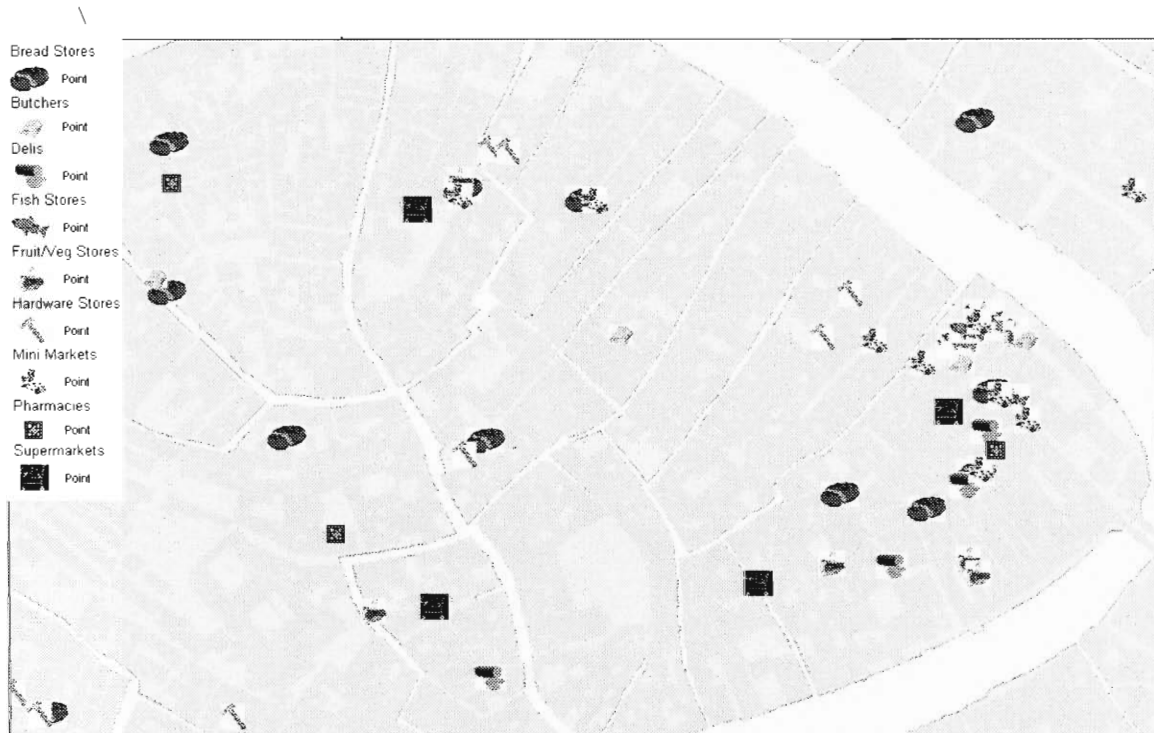 \
Bread Stores
Point
Butchers
Point
Delis
Point
Fish Stores
Point
Fruit/Veg Stores
Point
Hardware Stores
Point
Mini Markets
Point
Pharmacies
Point
Supermarkets
Point